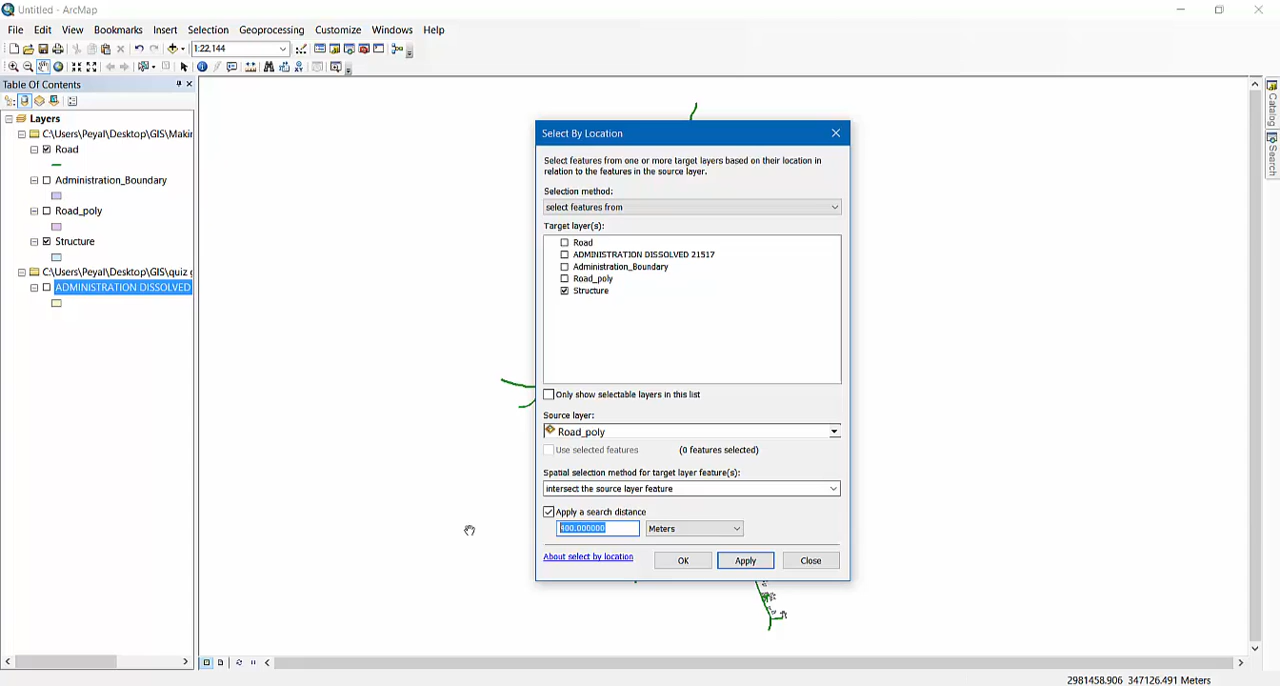 Untitled - ArcMap
File Edit View Bookmarks Insert Selection Geoprocessing Customize Windows Help
1:22,144
Table Of Contents
Layers
C:\Users\Peyal\Desktop\GIS\Makir
Road
Administration_Boundary
Road_poly
Structure
C:\Users\Peyal\Desktop\GIS\quiz g
ADMINISTRATION DISSOLVED
Select By Location
Select features from one or more target layers based on their location in
relation to the features in the source layer.
Selection method:
select features from
Target layer(s):
Road
ADMINISTRATION DISSOLVED 21517
Administration_Boundary
Road_poly
Structure
Only show selectable layers in this list
Source layer:
Road_poly
Use selected features (0 features selected)
Spatial selection method for target layer feature(s):
intersect the source layer feature
Apply a search distance
400.000000 Meters
About select by location OK Apply Close
Catalog
Search
2981458.906 347126.491 Meters